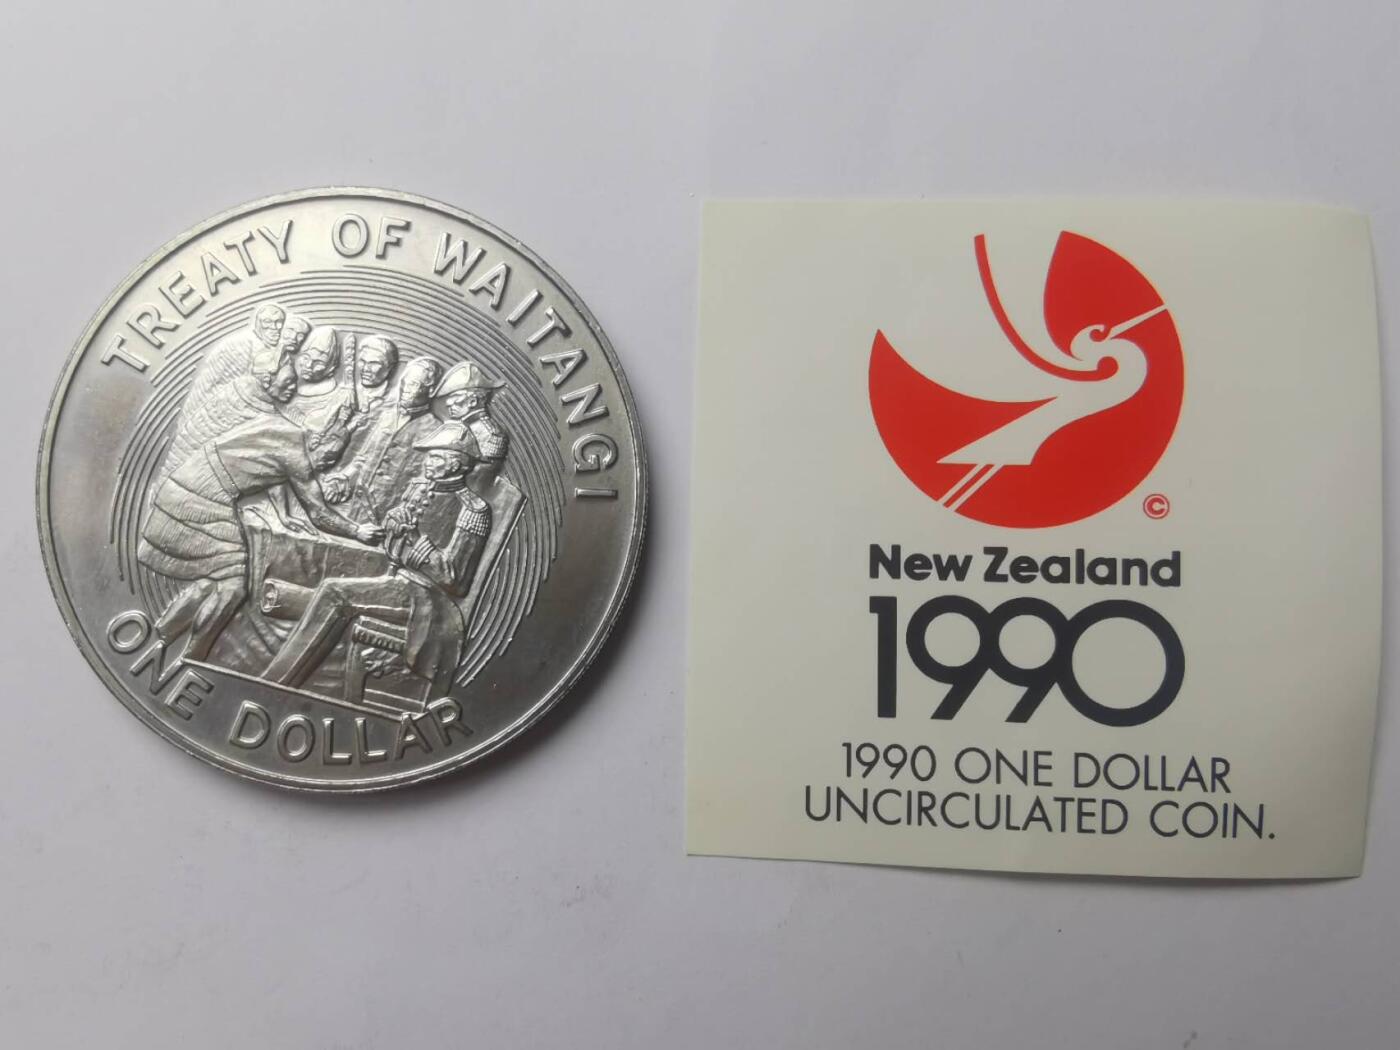 TREATY OF WAITANGI
ONE DOLLAR
©
New Zealand
1990
1990 ONE DOLLAR
UNCIRCULATED COIN.